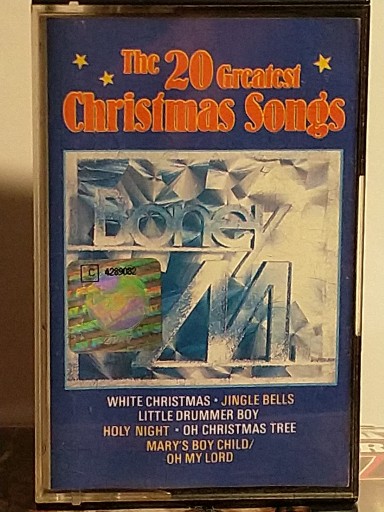 The 20 Greatest
Christmas Songs
Boney
M
C 4289082
WHITE CHRISTMAS • JINGLE BELLS
LITTLE DRUMMER BOY
HOLY NIGHT • OH CHRISTMAS TREE
MARY'S BOY CHILD/
OH MY LORD